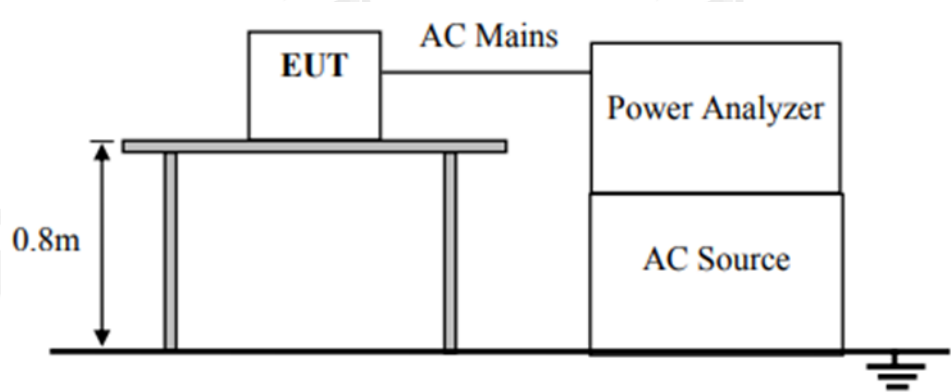 AC Mains
EUT
Power Analyzer
0.8m
AC Source